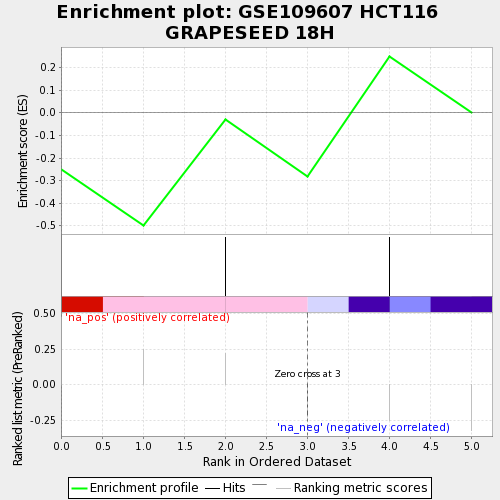 Enrichment plot: GSE109607 HCT116
GRAPESEED 18H
Enrichment score (ES)
0.2
0.1
0.0
-0.1
-0.2
-0.3
-0.4
-0.5
Ranked list metric (PreRanked)
0.50
0.25
0.00
-0.25
'na_pos' (positively correlated)
Zero cross at 3
'na_neg' (negatively correlated)
0.0 0.5 1.0 1.5 2.0 2.5 3.0 3.5 4.0 4.5 5.0
Rank in Ordered Dataset
Enrichment profile Hits Ranking metric scores